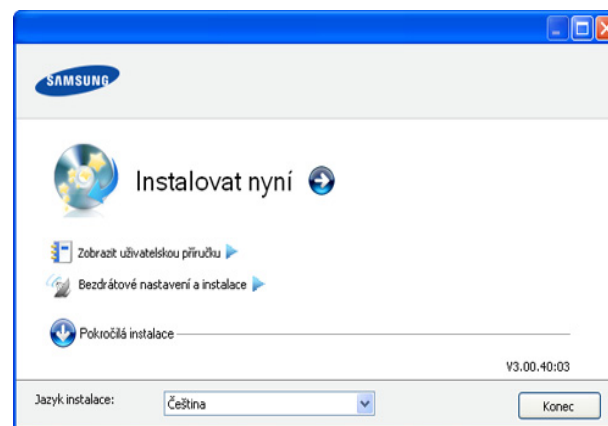 SAMSUNG
Instalovat nyní
Zobrazit uživatelskou příručku
Bezdrátové nastavení a instalace
Pokročilá instalace
V3.00.40:03
Jazyk instalace: Čeština Konec